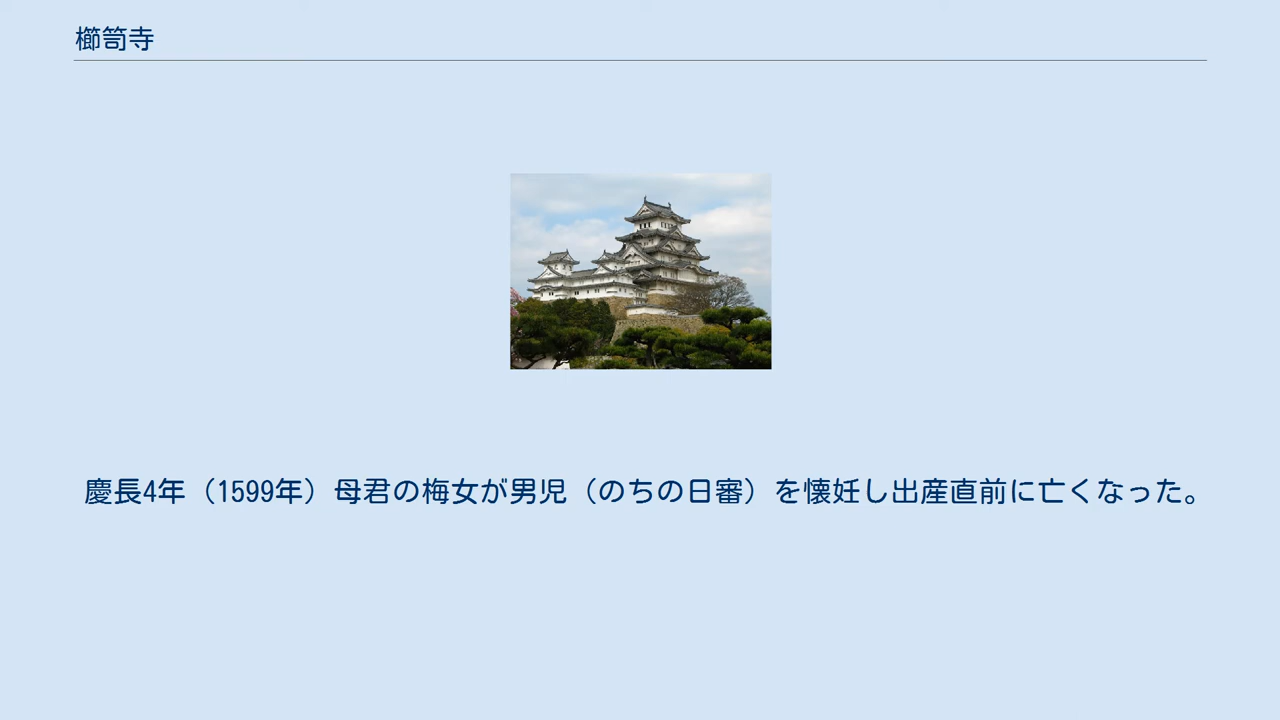 櫛笥寺
慶長4年（1599年）母君の梅女が男児（のちの日審）を懐妊し出産直前に亡くなった。